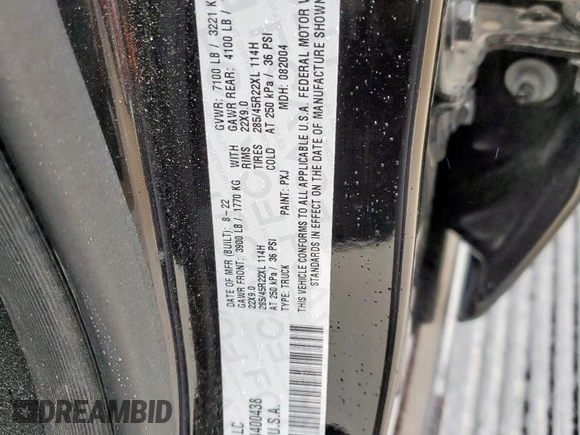 LLC
400438
U.S.A.
DATE OF MFR (BUILT): 8-22 GVWR: 7100 LB / 3221 K
GAWR FRONT: 3900 LB / 1770 KG WITH GAWR REAR: 4100 LB /
22X9.0 RIMS 22X9.0
285/45R22XL 114H TIRES 285/45R22XL 114H
AT 250 kPa / 36 PSI COLD AT 250 kPa / 36 PSI
TYPE: TRUCK PAINT: PXJ MDH: 082004
THIS VEHICLE CONFORMS TO ALL APPLICABLE U.S.A. FEDERAL MOTOR V
STANDARDS IN EFFECT ON THE DATE OF MANUFACTURE SHOWN
DREAMBID